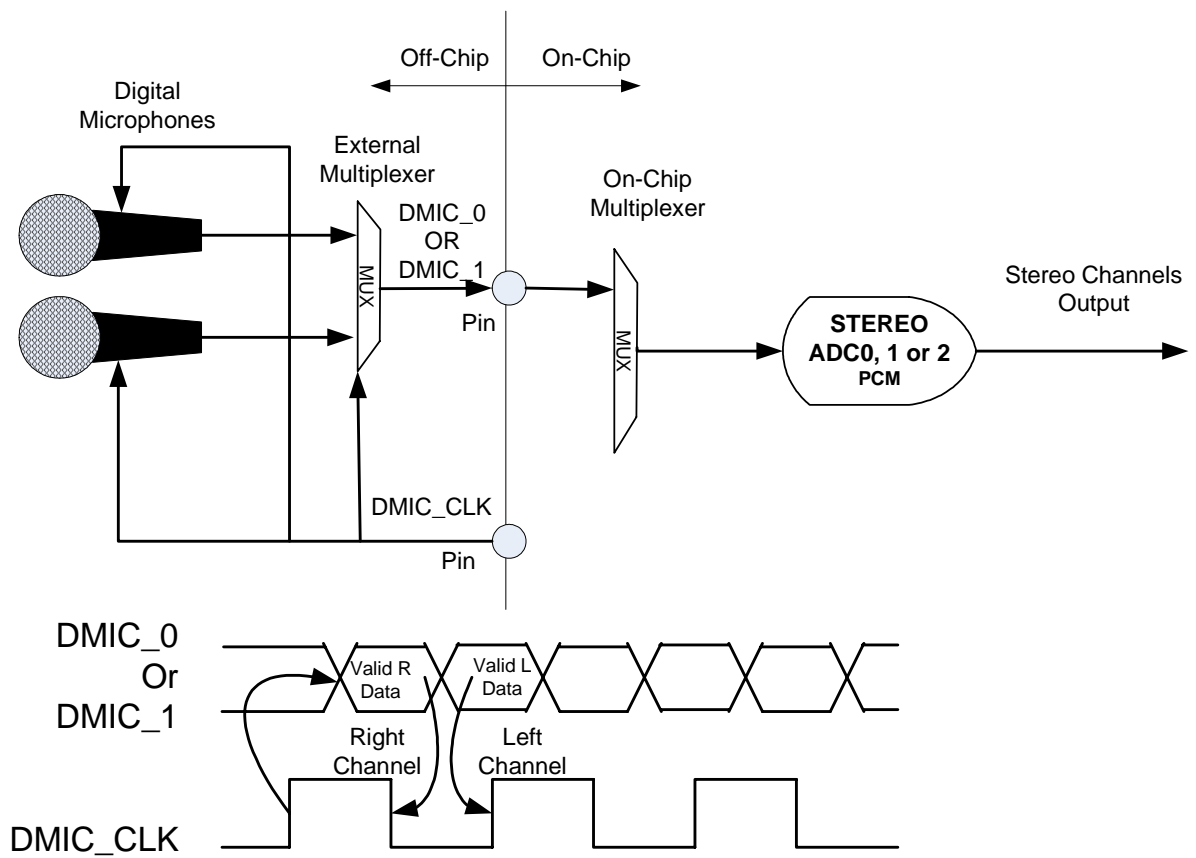 Off-Chip
On-Chip
Digital
Microphones
External
Multiplexer
On-Chip
Multiplexer
DMIC_0
OR
DMIC_1
MUX
Pin
MUX
STEREO
ADC0, 1 or 2
PCM
Stereo Channels
Output
DMIC_CLK
Pin
DMIC_0
Or
DMIC_1
Valid R
Data
Valid L
Data
Right
Channel
Left
Channel
DMIC_CLK